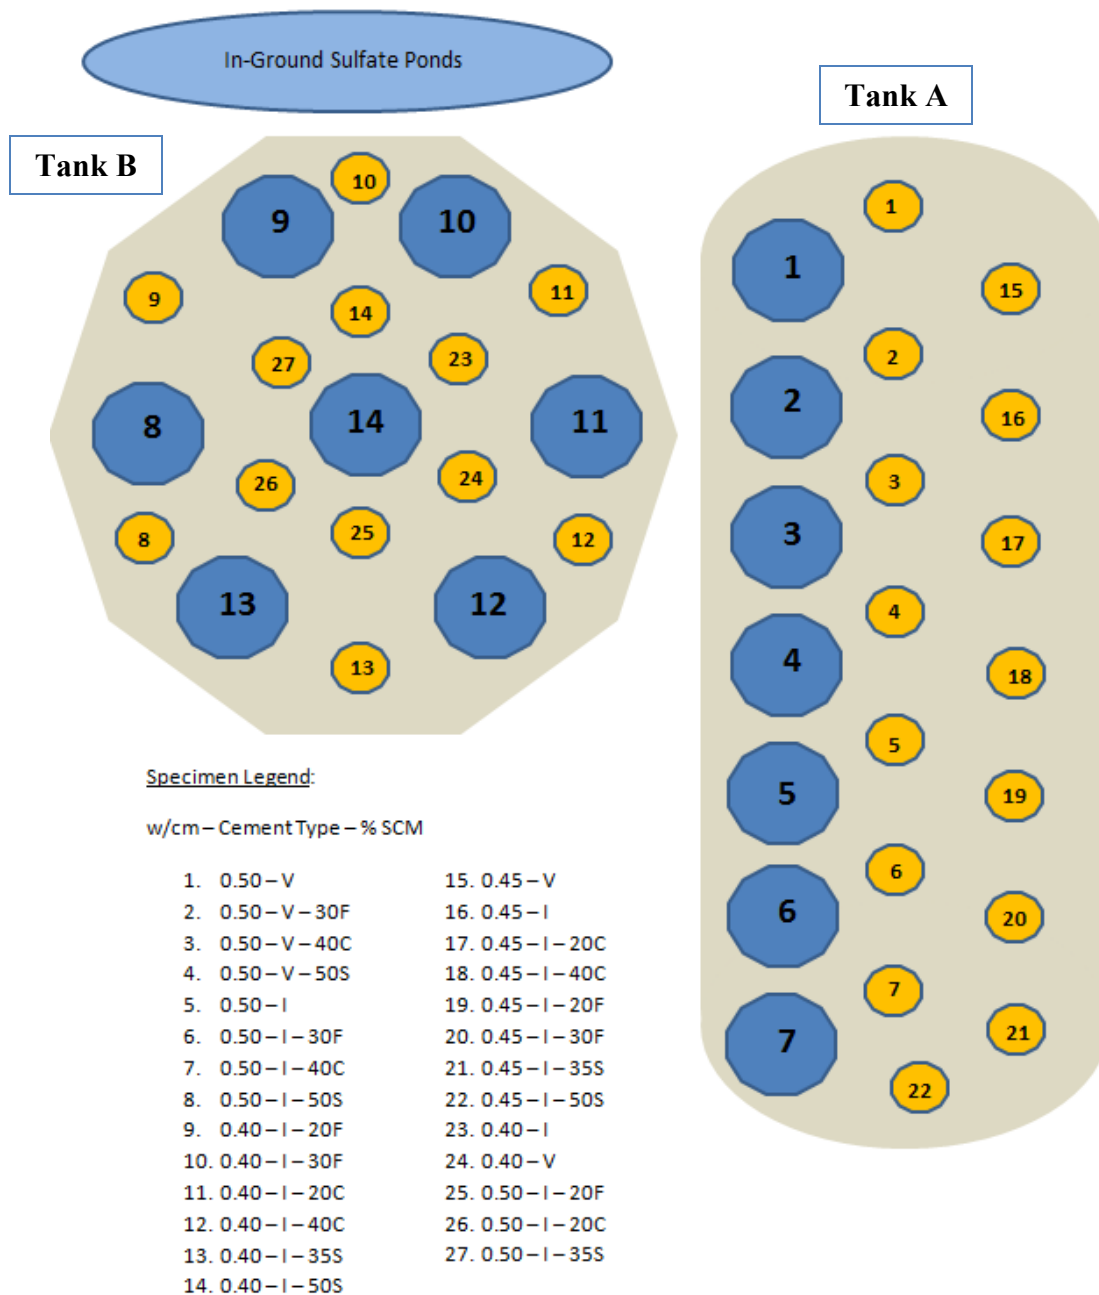 In-Ground Sulfate Ponds
Tank A
Tank B
10
9
10
9
11
14
27
23
8
14
11
26
24
8
25
12
13
12
13
1
1
15
2
2
16
3
3
17
4
4
18
5
5
19
6
6
20
7
7
21
22
Specimen Legend:
w/cm – Cement Type – % SCM
1. 0.50 – V
2. 0.50 – V – 30F
3. 0.50 – V – 40C
4. 0.50 – V – 50S
5. 0.50 – I
6. 0.50 – I – 30F
7. 0.50 – I – 40C
8. 0.50 – I – 50S
9. 0.40 – I – 20F
10. 0.40 – I – 30F
11. 0.40 – I – 20C
12. 0.40 – I – 40C
13. 0.40 – I – 35S
14. 0.40 – I – 50S
15. 0.45 – V
16. 0.45 – I
17. 0.45 – I – 20C
18. 0.45 – I – 40C
19. 0.45 – I – 20F
20. 0.45 – I – 30F
21. 0.45 – I – 35S
22. 0.45 – I – 50S
23. 0.40 – I
24. 0.40 – V
25. 0.50 – I – 20F
26. 0.50 – I – 20C
27. 0.50 – I – 35S